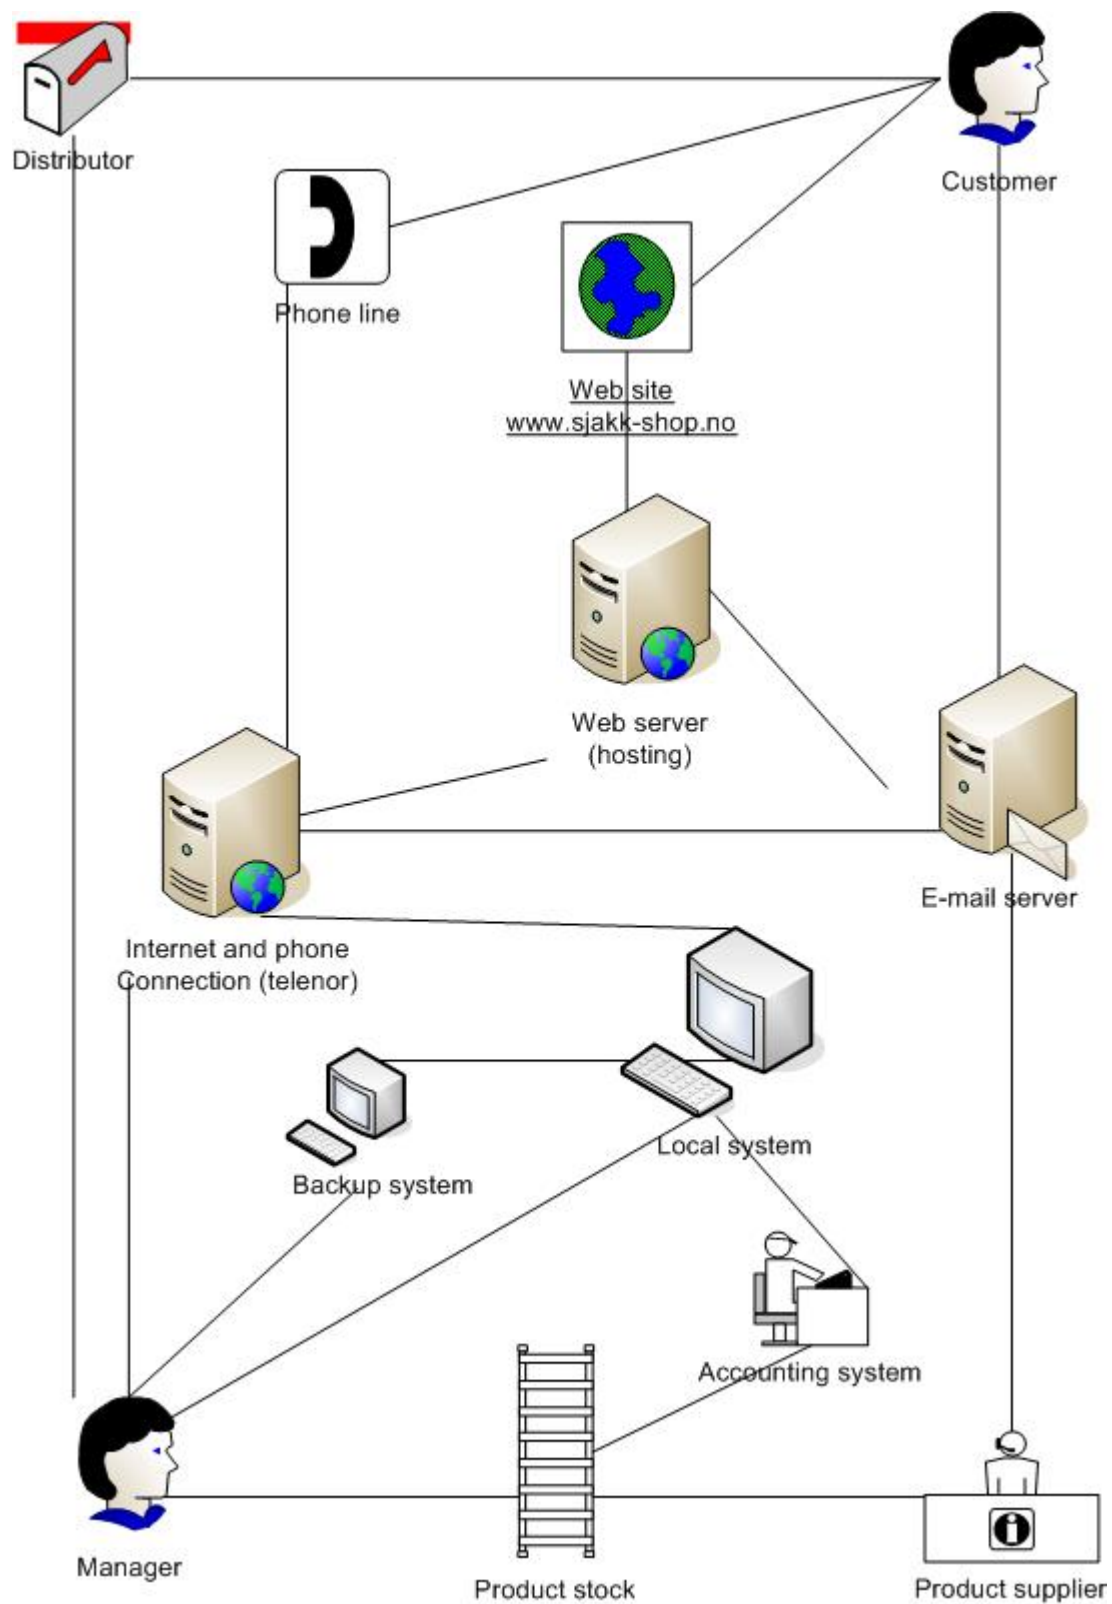 Distributor
Customer
Phone line
Web site
www.sjakk-shop.no
Web server
(hosting)
E-mail server
Internet and phone
Connection (telenor)
Local system
Backup system
Accounting system
Manager
Product stock
Product supplier